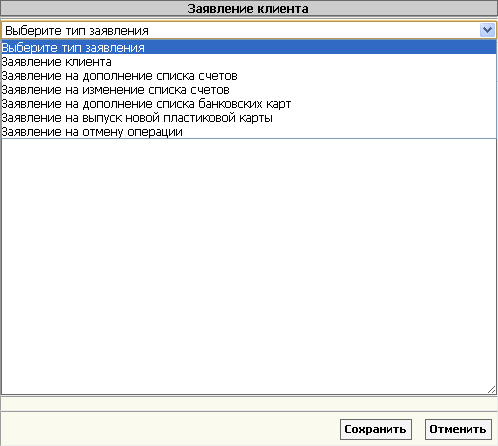 Заявление клиента
Выберите тип заявления
Выберите тип заявления
Заявление клиента
Заявление на дополнение списка счетов
Заявление на изменение списка счетов
Заявление на дополнение списка банковских карт
Заявление на выпуск новой пластиковой карты
Заявление на отмену операции
Сохранить Отменить